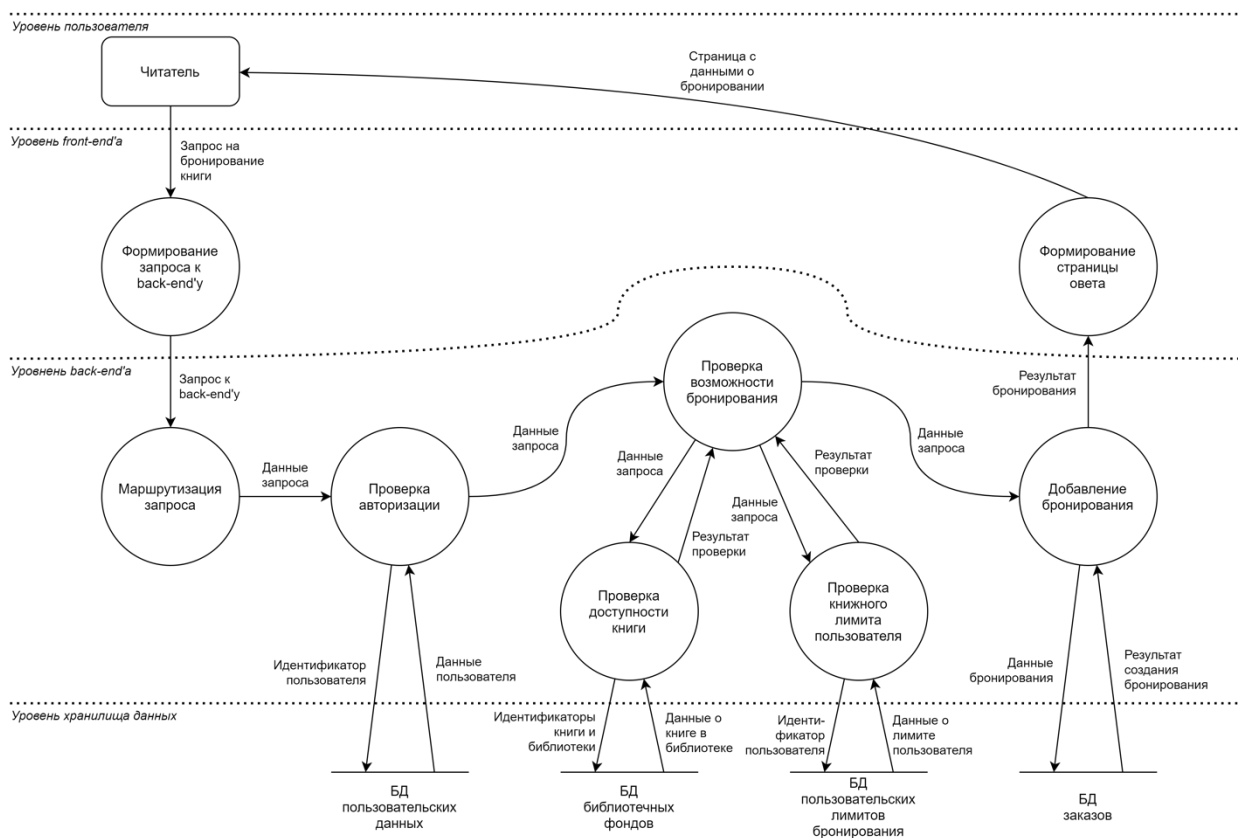 Уровень пользователя
Читатель
Страница с
данными о
бронировании
Уровень front-end'а
Запрос на
бронирование
книги
Формирование
запроса к
back-end'у
Формирование
страницы
овета
Уровнень back-end'а
Запрос к
back-end'у
Проверка
возможности
бронирования
Результат
бронирования
Маршрутизация
запроса
Данные
запроса
Проверка
авторизации
Данные
запроса
Данные
запроса
Результат
проверки
Данные
запроса
Результат
проверки
Данные
запроса
Добавление
бронирования
Проверка
доступности
книги
Проверка
книжного
лимита
пользователя
Идентификатор
пользователя
Данные
пользователя
Данные
бронирования
Результат
создания
бронирования
Уровень хранилища данных
Идентификаторы
книги и
библиотеки
Данные о
книге в
библиотеке
Иденти-
фикатор
пользователя
Данные о
лимите
пользователя
БД
пользовательских
данных
БД
библиотечных
фондов
БД
пользовательских
лимитов
бронирования
БД
заказов